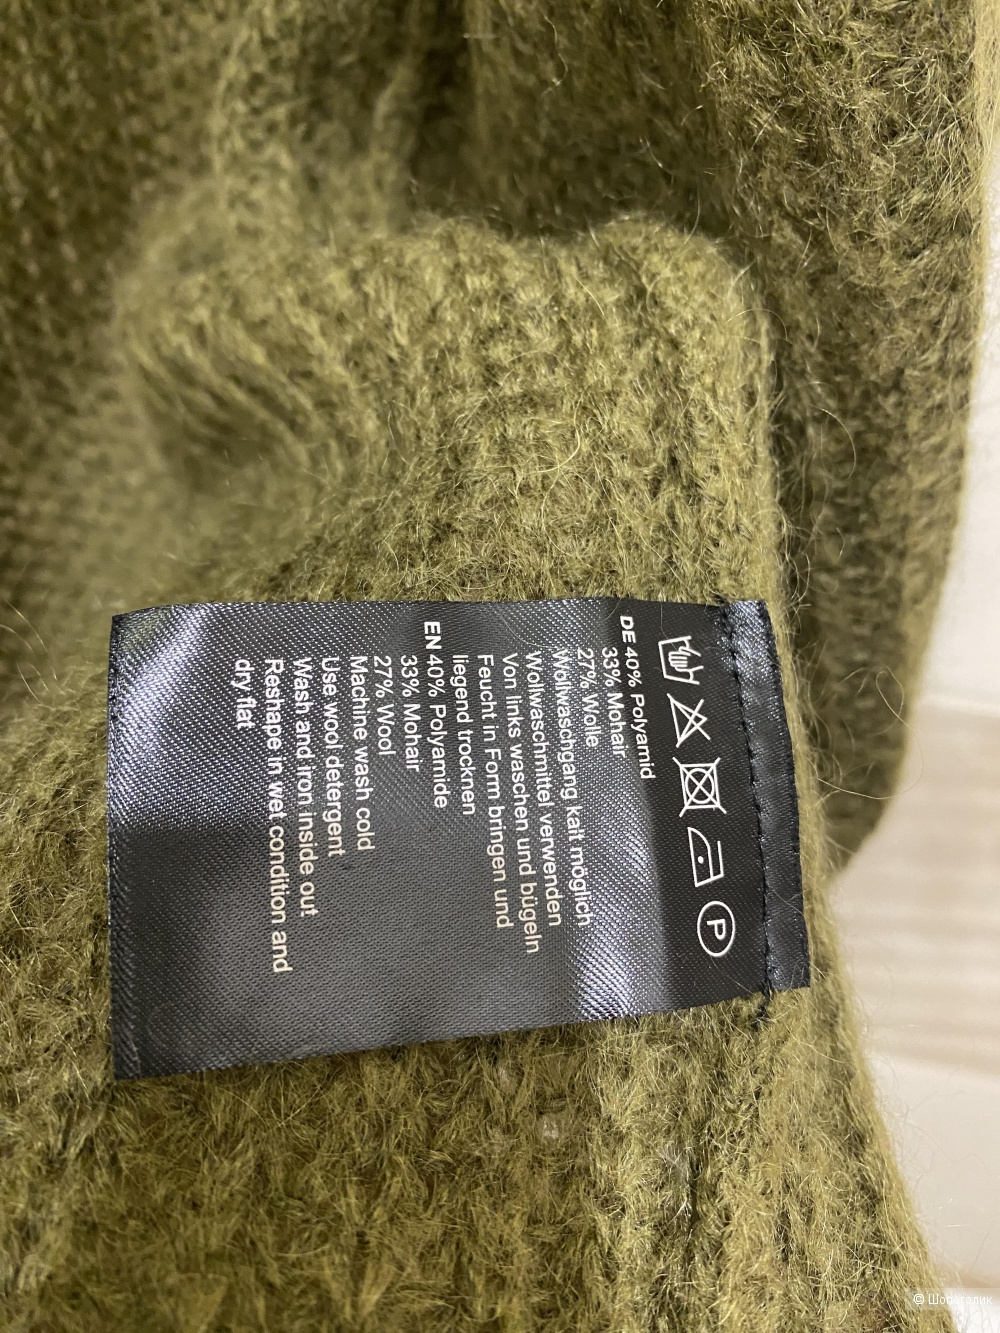 P
DE 40% Polyamid
33% Mohair
27% Wolle
Wollwaschgang kalt möglich
Wollwaschmittel verwenden
Von links waschen und bügeln
Feucht in Form bringen und
liegend trocknen
EN 40% Polyamide
33% Mohair
27% Wool
Machine wash cold
Use wool detergent
Wash and iron inside out
Reshape in wet condition and
dry flat
© Шопоголик